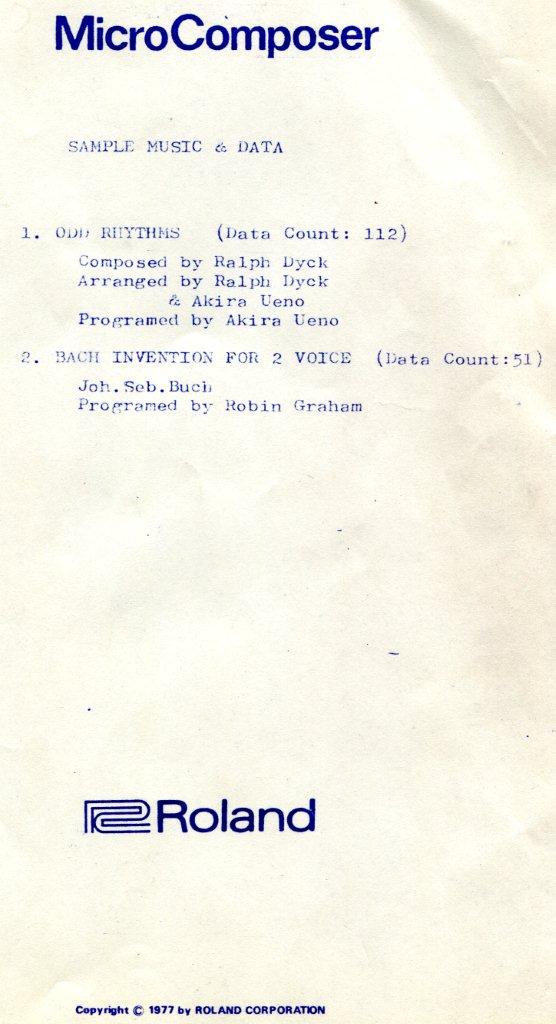 MicroComposer
SAMPLE MUSIC & DATA
1. ODD RHYTHMS (Data Count: 112)
Composed by Ralph Dyck
Arranged by Ralph Dyck
& Akira Ueno
Programed by Akira Ueno
2. BACH INVENTION FOR 2 VOICE (Data Count:51)
Joh.Seb.Buch
Programed by Robin Graham
Roland
Copyright © 1977 by ROLAND CORPORATION